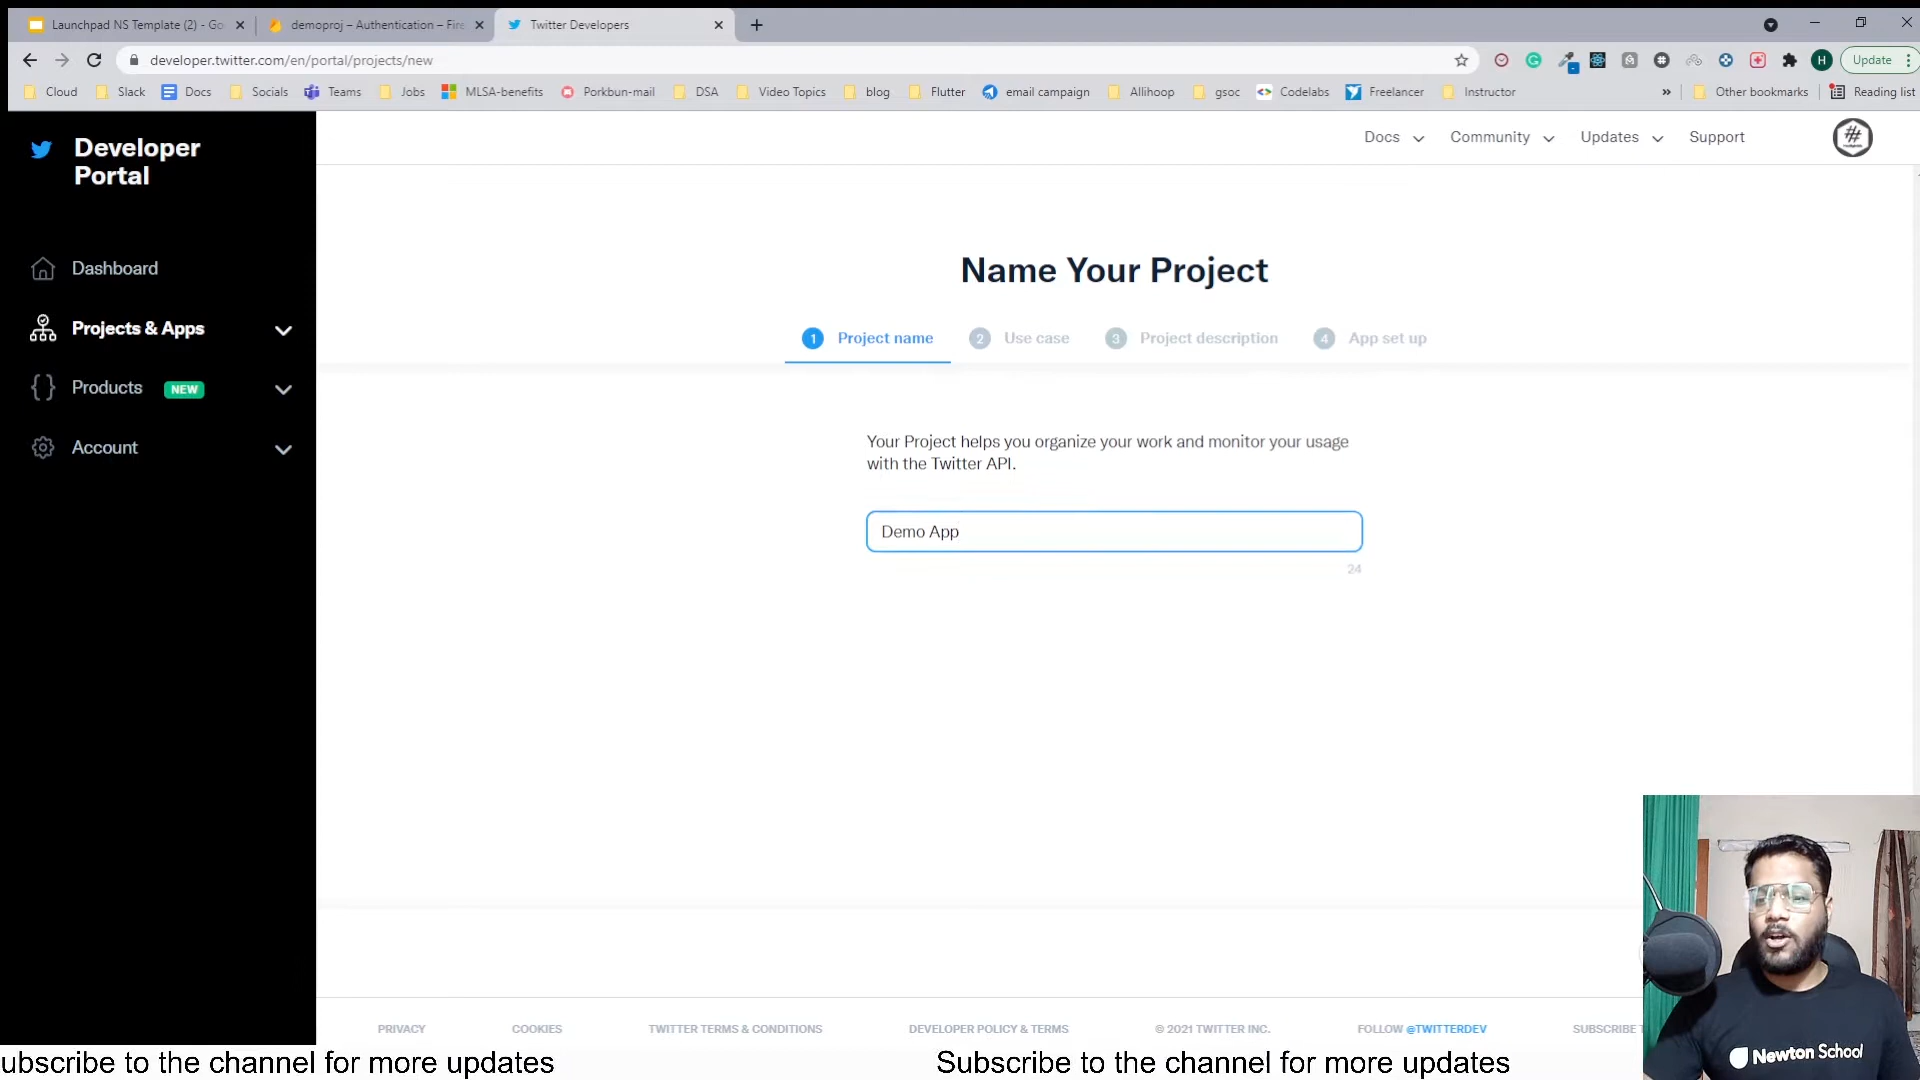 Launchpad NS Template (2) - Go
demoproj – Authentication – Fire
Twitter Developers
developer.twitter.com/en/portal/projects/new
H
Update
Cloud
Slack
Docs
Socials
Teams
Jobs
MLSA-benefits
Porkbun-mail
DSA
Video Topics
blog
Flutter
email campaign
Allihoop
gsoc
Codelabs
Freelancer
Instructor
»
Other bookmarks
Reading list
Developer
Portal
Docs
Community
Updates
Support
Dashboard
Projects & Apps
Products NEW
Account
Name Your Project
1 Project name
2 Use case
3 Project description
4 App set up
Your Project helps you organize your work and monitor your usage
with the Twitter API.
Demo App
24
PRIVACY
COOKIES
TWITTER TERMS & CONDITIONS
DEVELOPER POLICY & TERMS
© 2021 TWITTER INC.
FOLLOW @TWITTERDEV
SUBSCRIBE T
Newton School
ubscribe to the channel for more updates
Subscribe to the channel for more updates